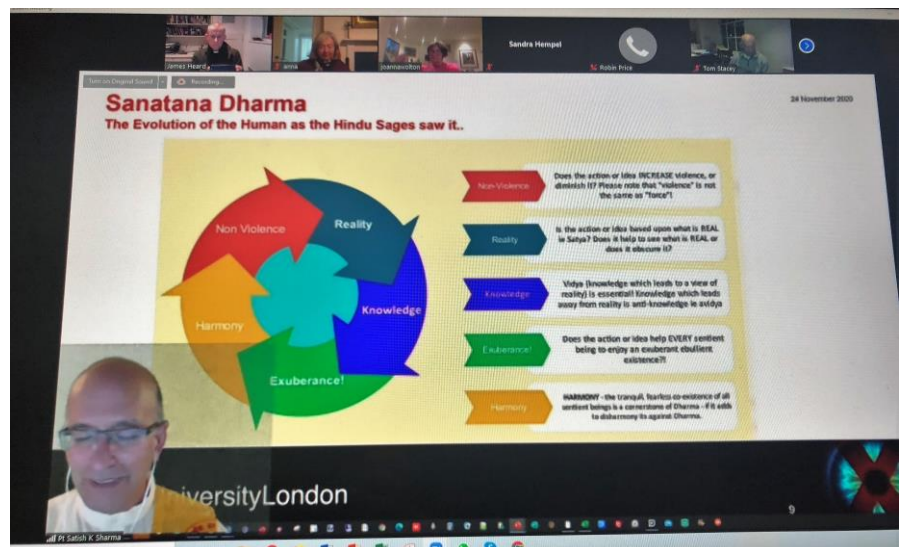 James Heard
anna
joannawolton
Sandra Hempel
Robin Price
Tom Stacey
Turn on Original Sound
Recording...
Sanatana Dharma
The Evolution of the Human as the Hindu Sages saw it..
24 November 2020
Non Violence
Reality
Knowledge
Exuberance!
Harmony
Non-Violence
Does the action or idea INCREASE violence, or
diminish it? Please note that "violence" is not
the same as "force"!
Reality
Is the action or idea based upon what is REAL
ie Satya? Does it help to see what is REAL or
does it obscure it?
Knowledge
Vidya (knowledge which leads to a view of
reality) is essential! Knowledge which leads
away from reality is anti-knowledge ie avidya
Exuberance!
Does the action or idea help EVERY sentient
being to enjoy an exuberant ebullient
existence?!
Harmony
HARMONY - the tranquil, fearless co-existence of all
sentient beings is a cornerstone of Dharma - if it adds
to disharmony its against Dharma.
iversityLondon
9
Pt Satish K Sharma